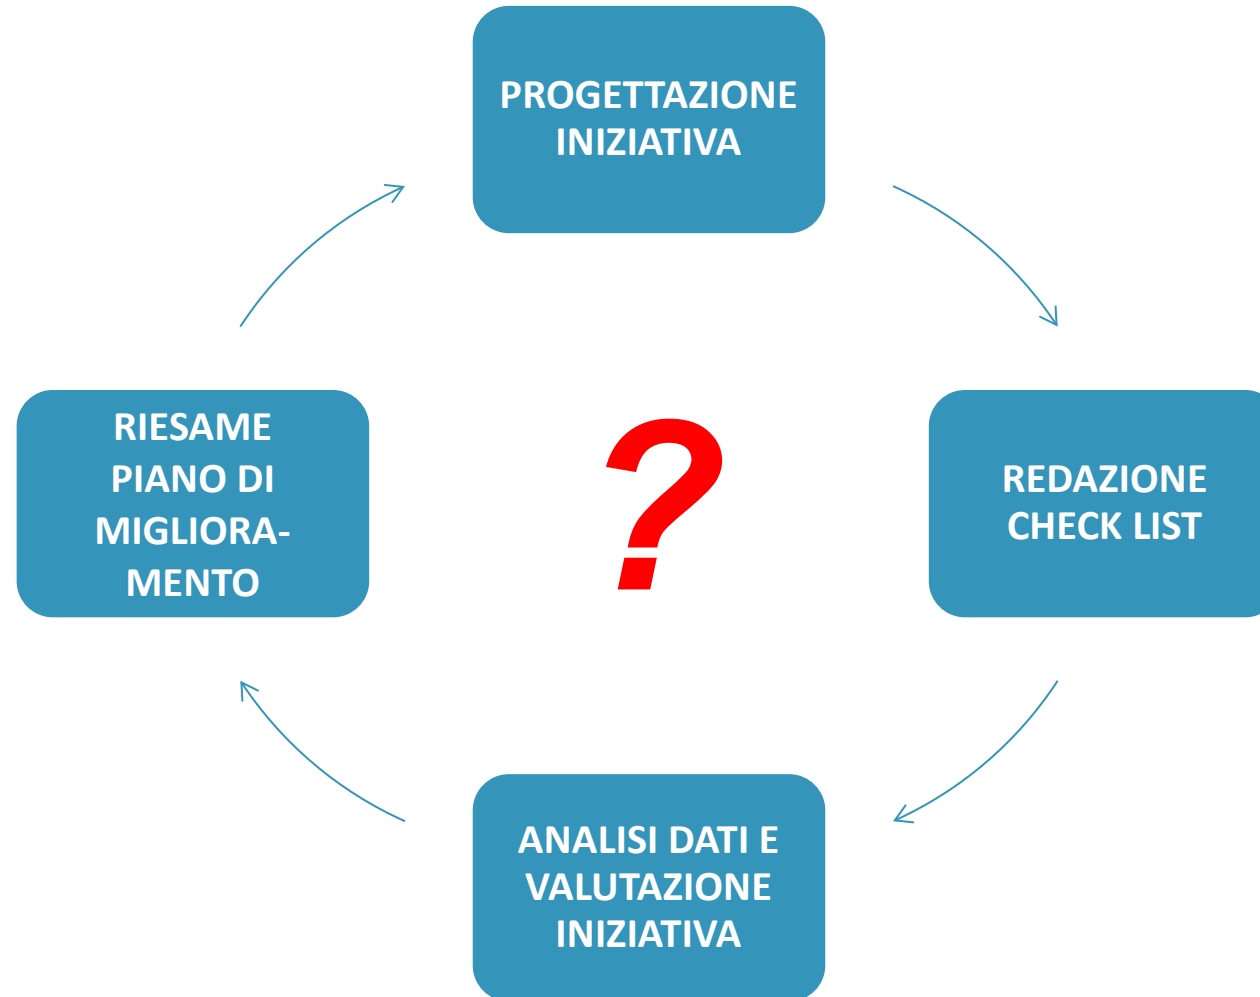 PROGETTAZIONE
INIZIATIVA
REDAZIONE
CHECK LIST
ANALISI DATI E
VALUTAZIONE
INIZIATIVA
RIESAME
PIANO DI
MIGLIORA-
MENTO
?